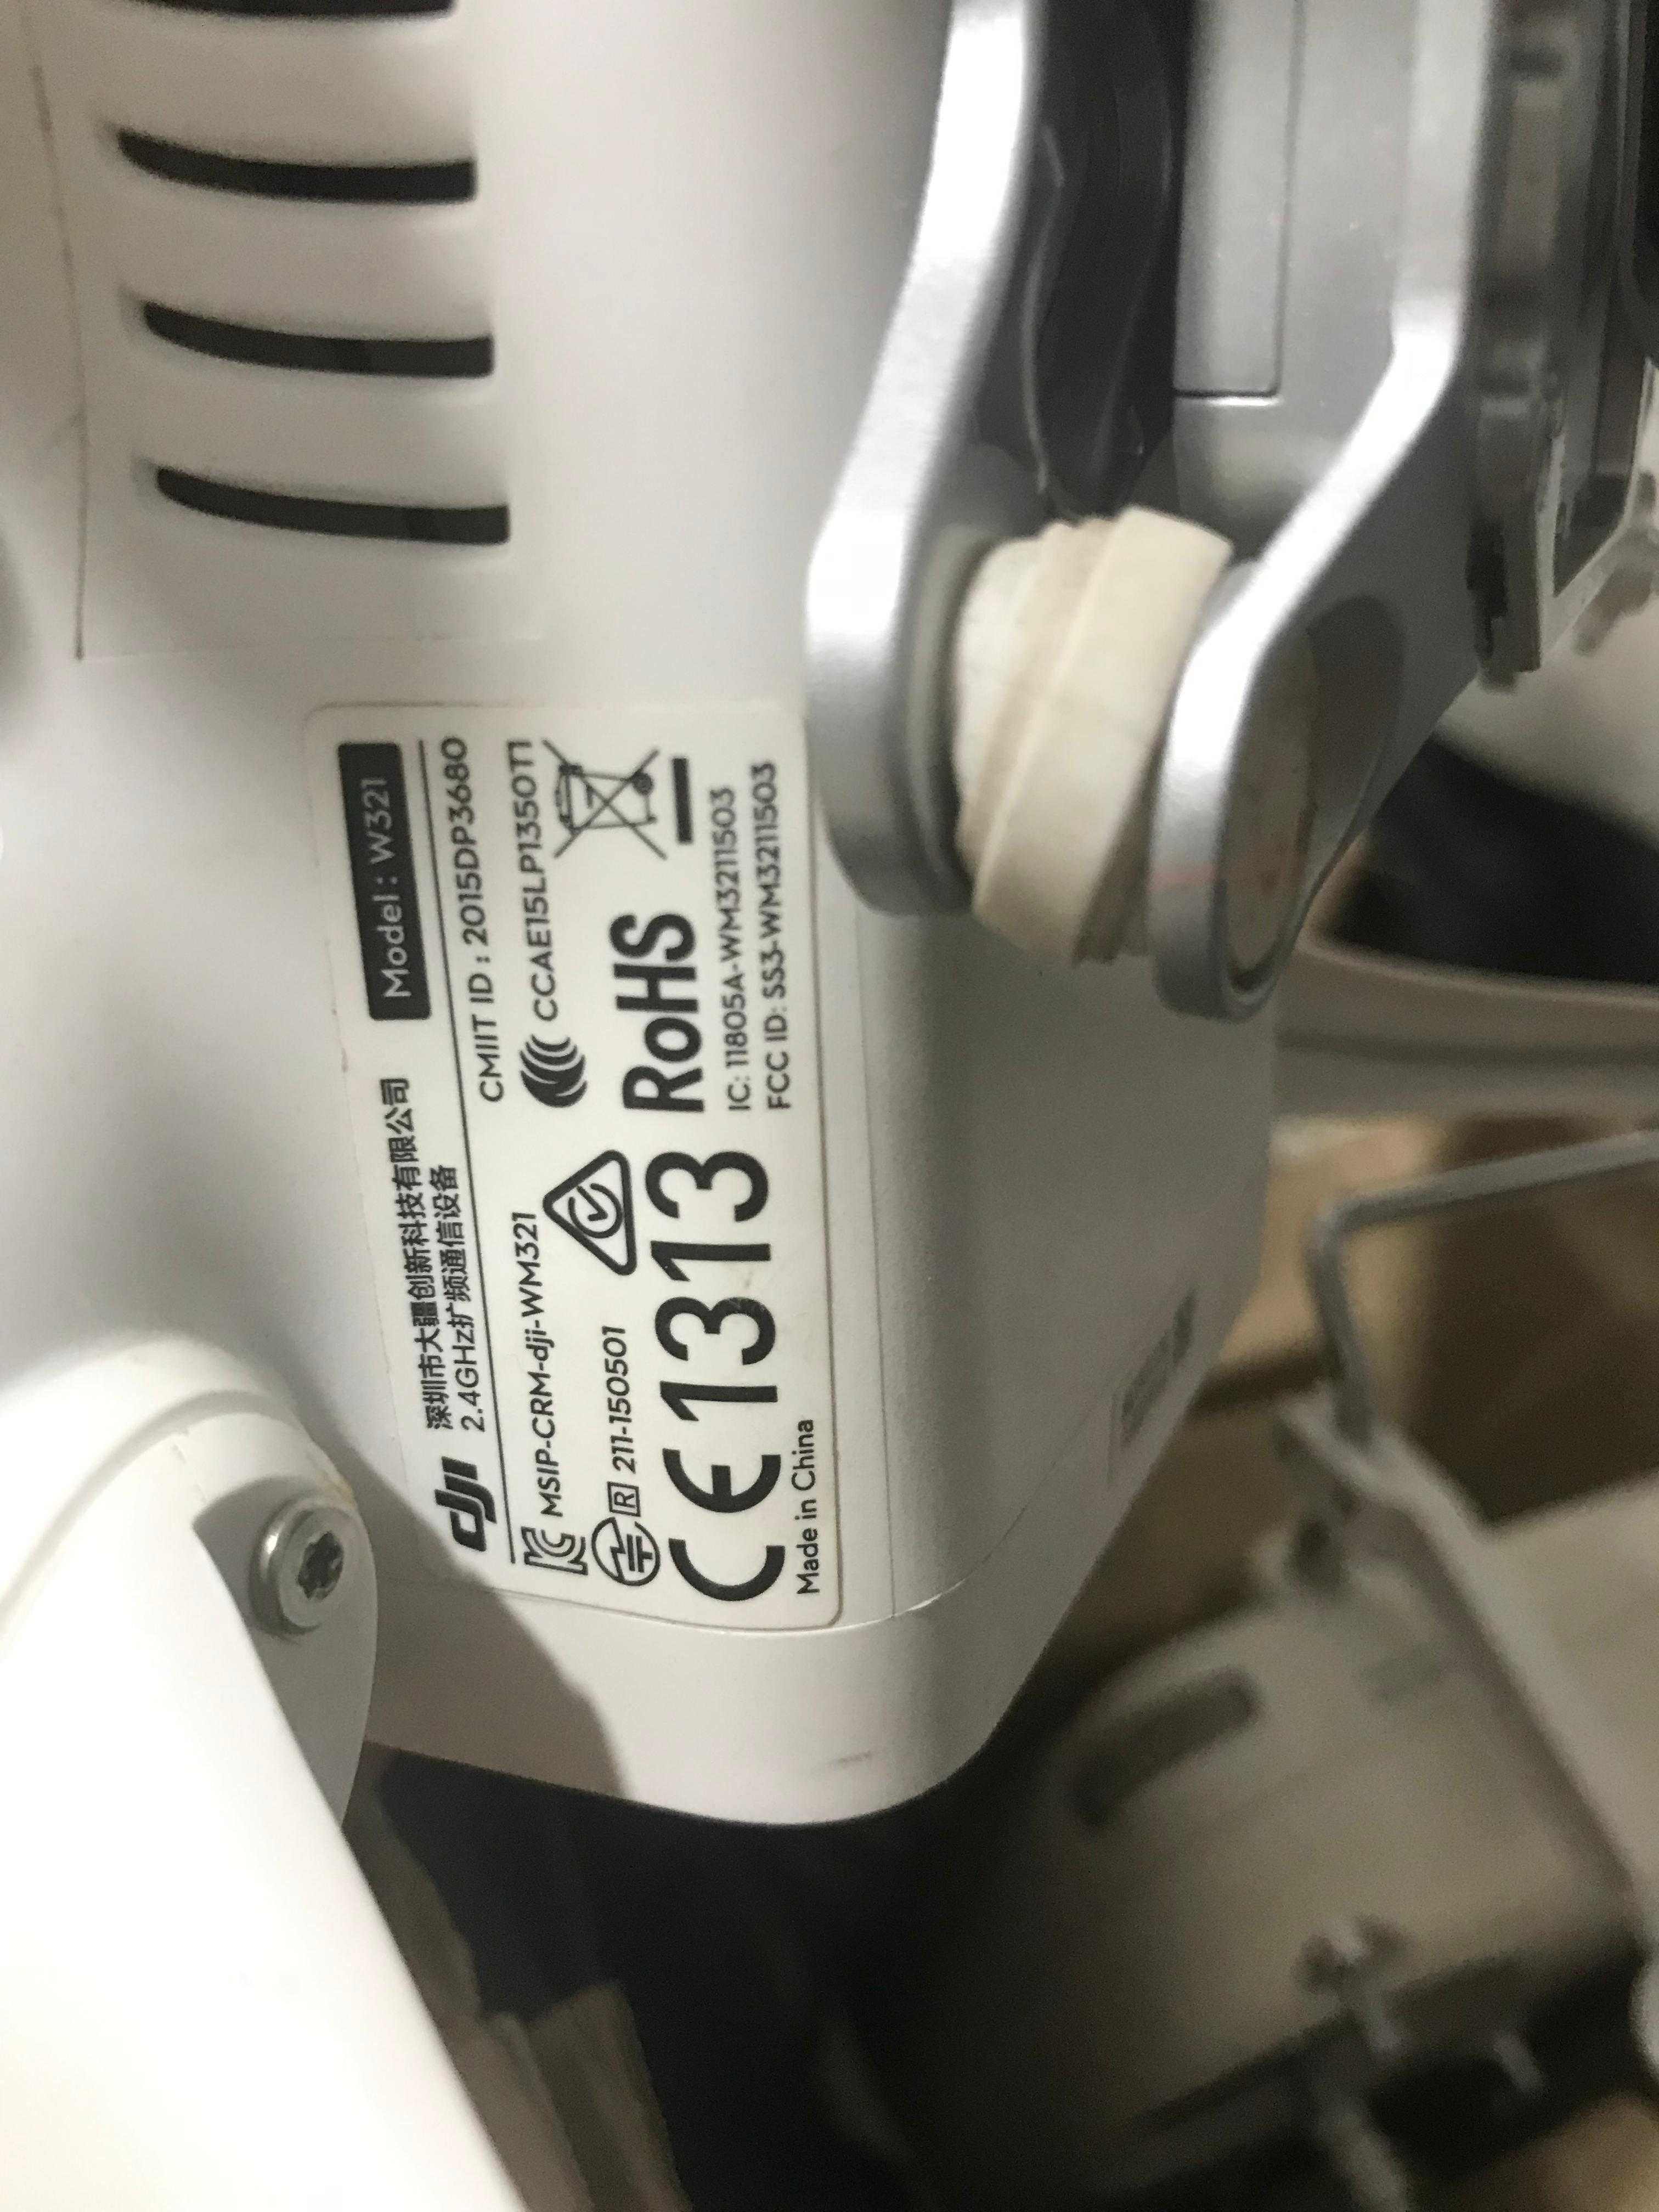 dji 深圳市大疆创新科技有限公司 Model : W321
2.4GHz扩频通信设备
MSIP-CRM-dji-WM321 CMIIT ID : 2015DP3680
R 211-150501 CCAE15LP1350T1
CE1313 RoHS
IC: 11805A-WM3211503
Made in China FCC ID: SS3-WM3211503